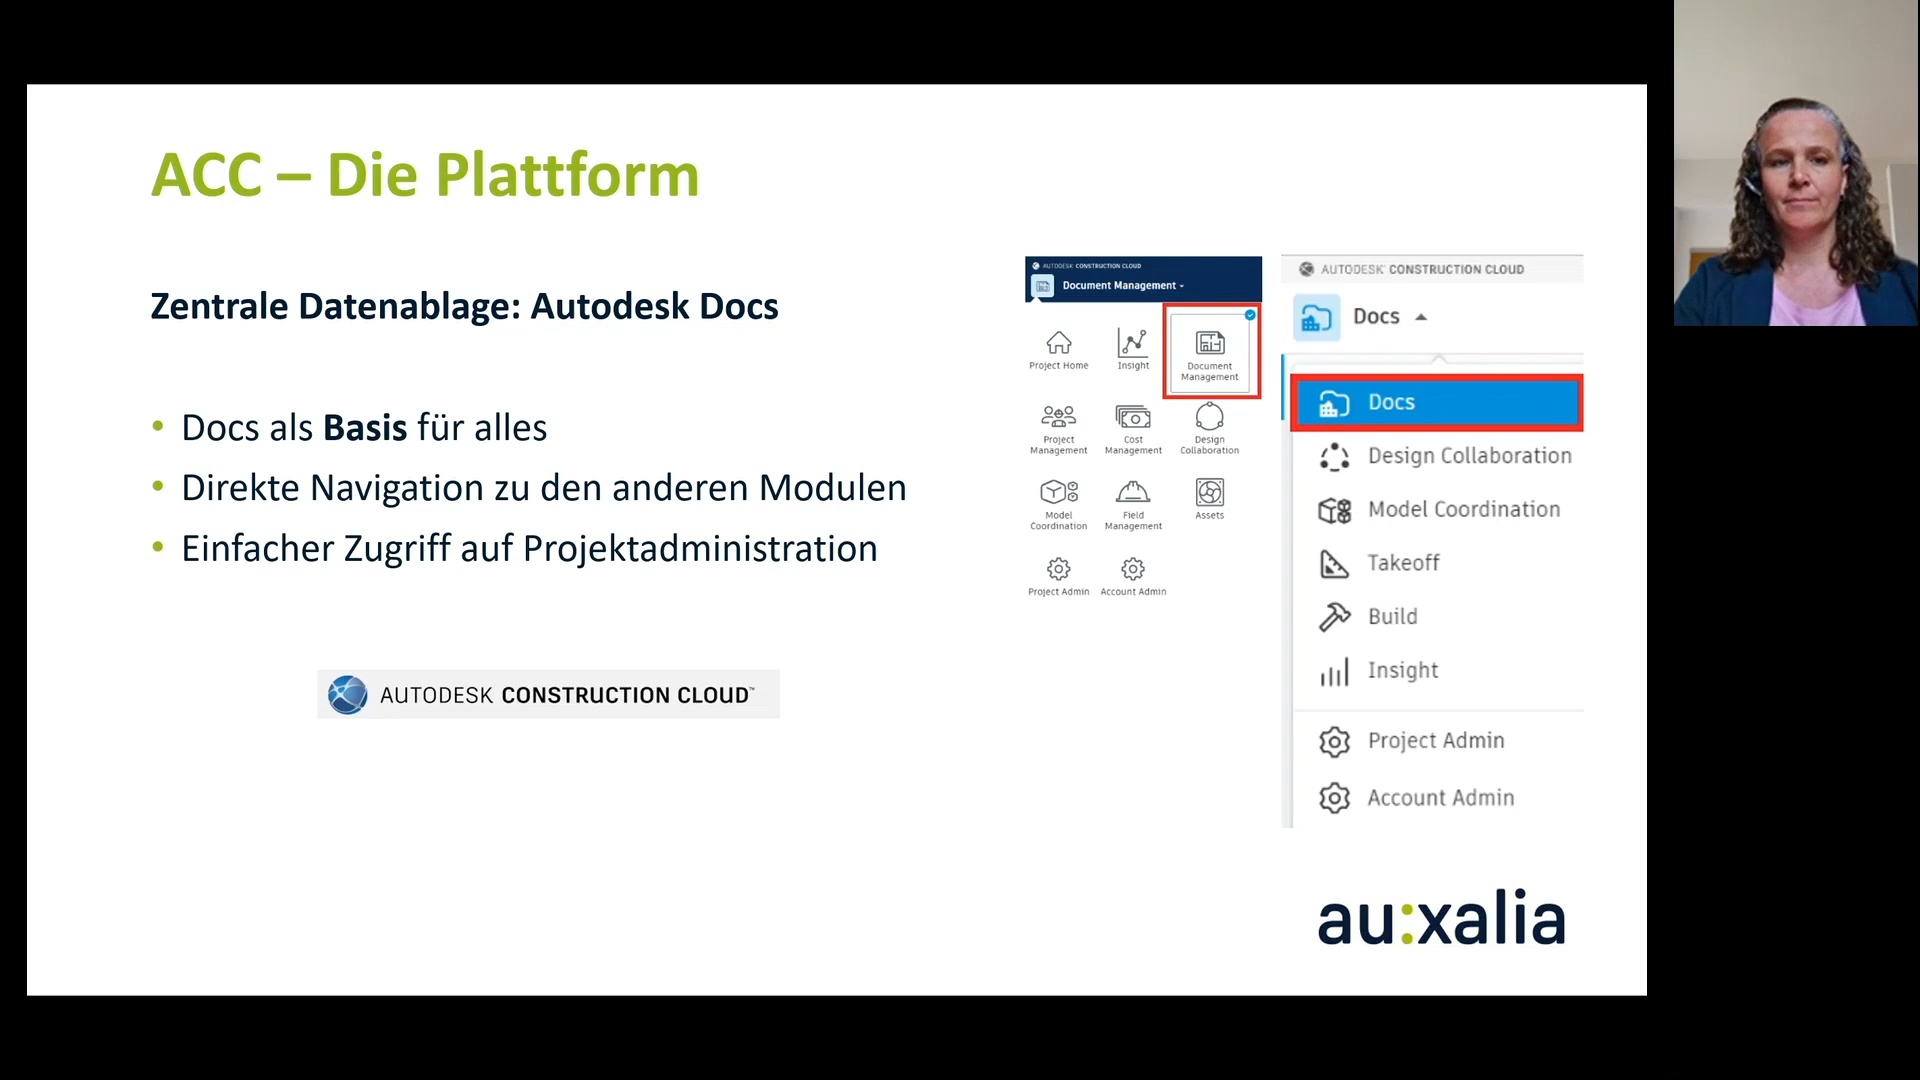 ACC – Die Plattform
Zentrale Datenablage: Autodesk Docs
• Docs als Basis für alles
• Direkte Navigation zu den anderen Modulen
• Einfacher Zugriff auf Projektadministration
AUTODESK CONSTRUCTION CLOUD™
AUTODESK CONSTRUCTION CLOUD
Document Management
Project Home
Insight
Document
Management
Project
Management
Cost
Management
Design
Collaboration
Model
Coordination
Field
Management
Assets
Project Admin
Account Admin
AUTODESK® CONSTRUCTION CLOUD
Docs
Docs
Design Collaboration
Model Coordination
Takeoff
Build
Insight
Project Admin
Account Admin
au:xalia